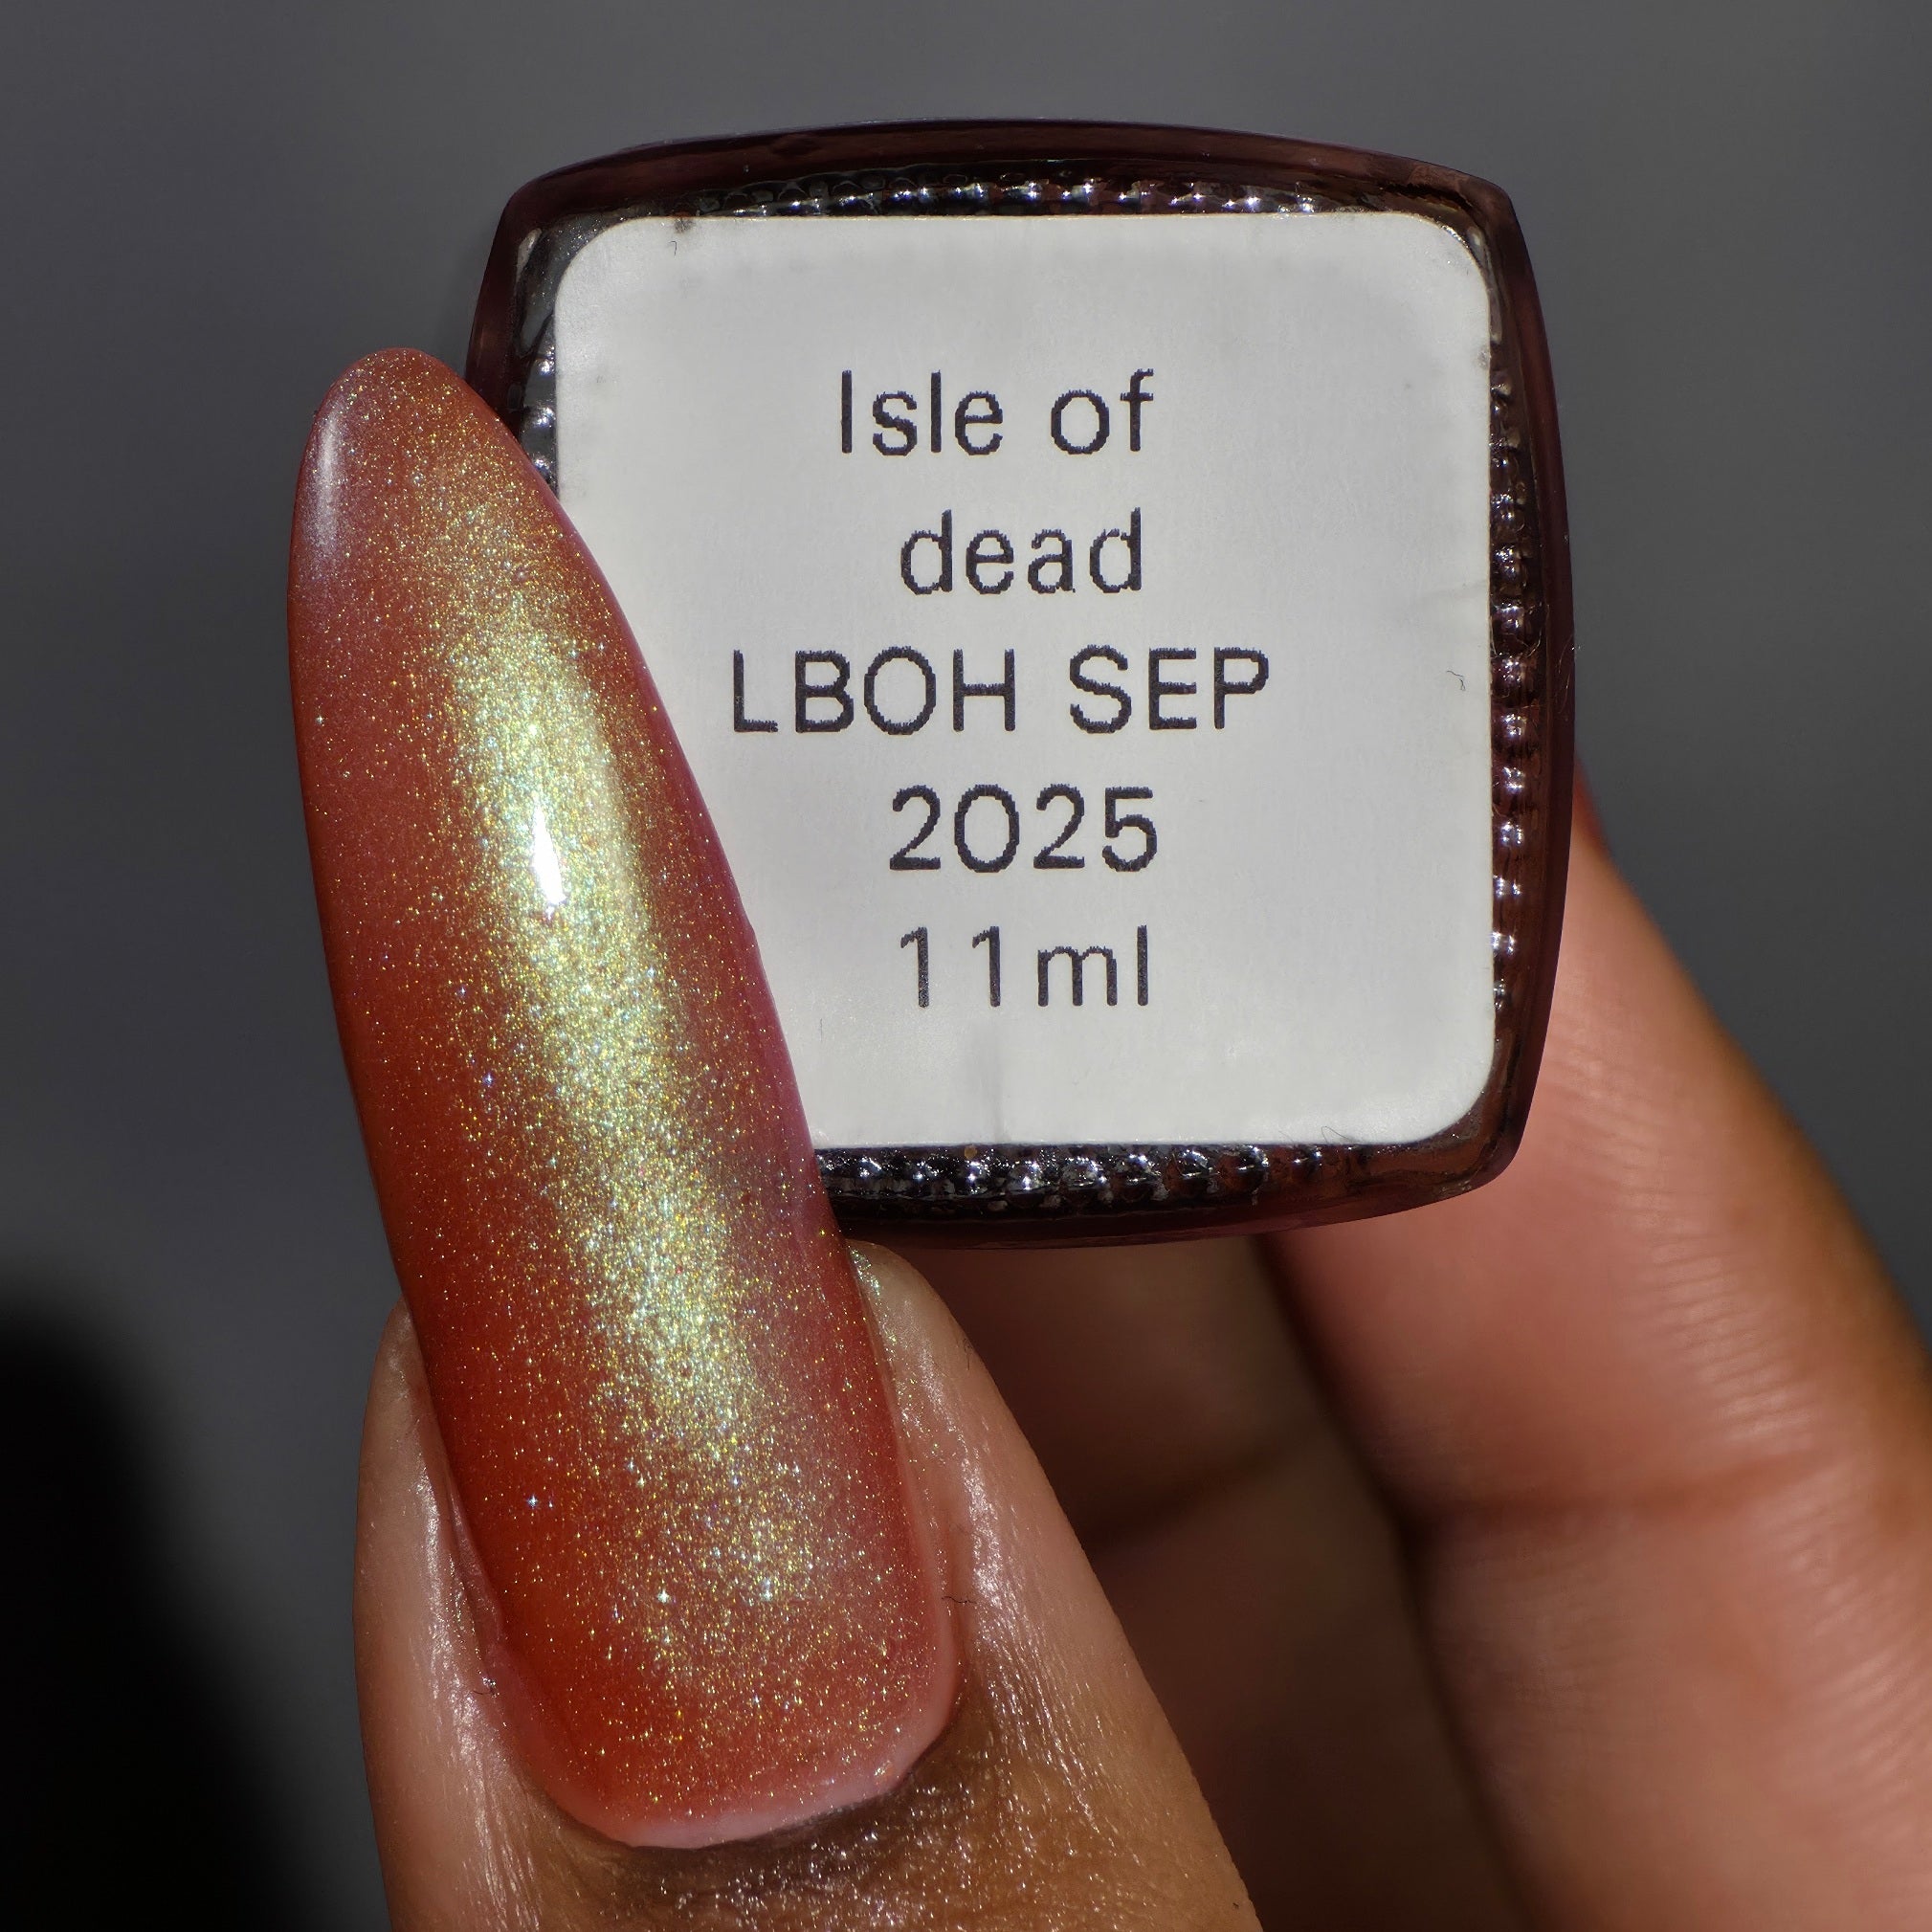 Isle of
dead
LBOH SEP
2025
11ml